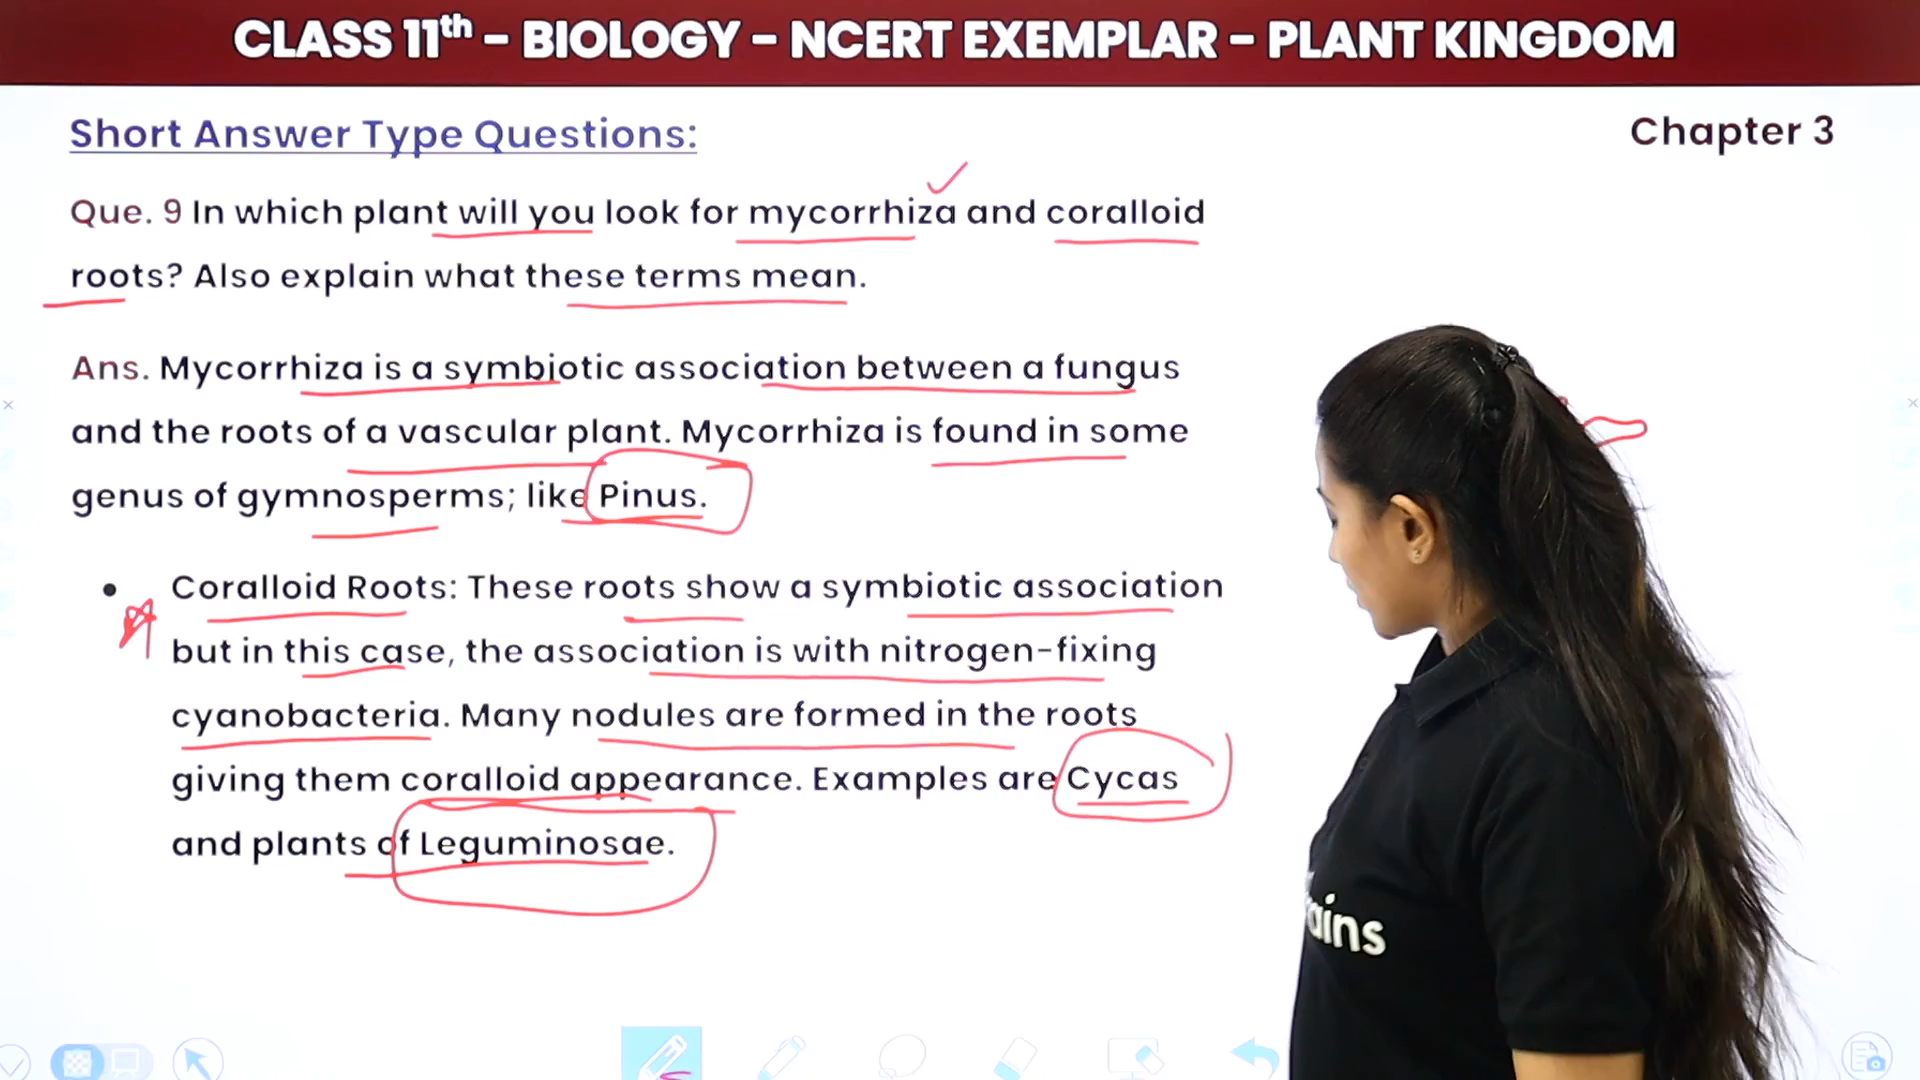 CLASS 11th – BIOLOGY – NCERT EXEMPLAR – PLANT KINGDOM
Short Answer Type Questions:
Chapter 3
Que. 9 In which plant will you look for mycorrhiza and coralloid
roots? Also explain what these terms mean.
Ans. Mycorrhiza is a symbiotic association between a fungus
and the roots of a vascular plant. Mycorrhiza is found in some
genus of gymnosperms; like Pinus.
• Coralloid Roots: These roots show a symbiotic association
but in this case, the association is with nitrogen-fixing
cyanobacteria. Many nodules are formed in the roots
giving them coralloid appearance. Examples are Cycas
and plants of Leguminosae.
ains